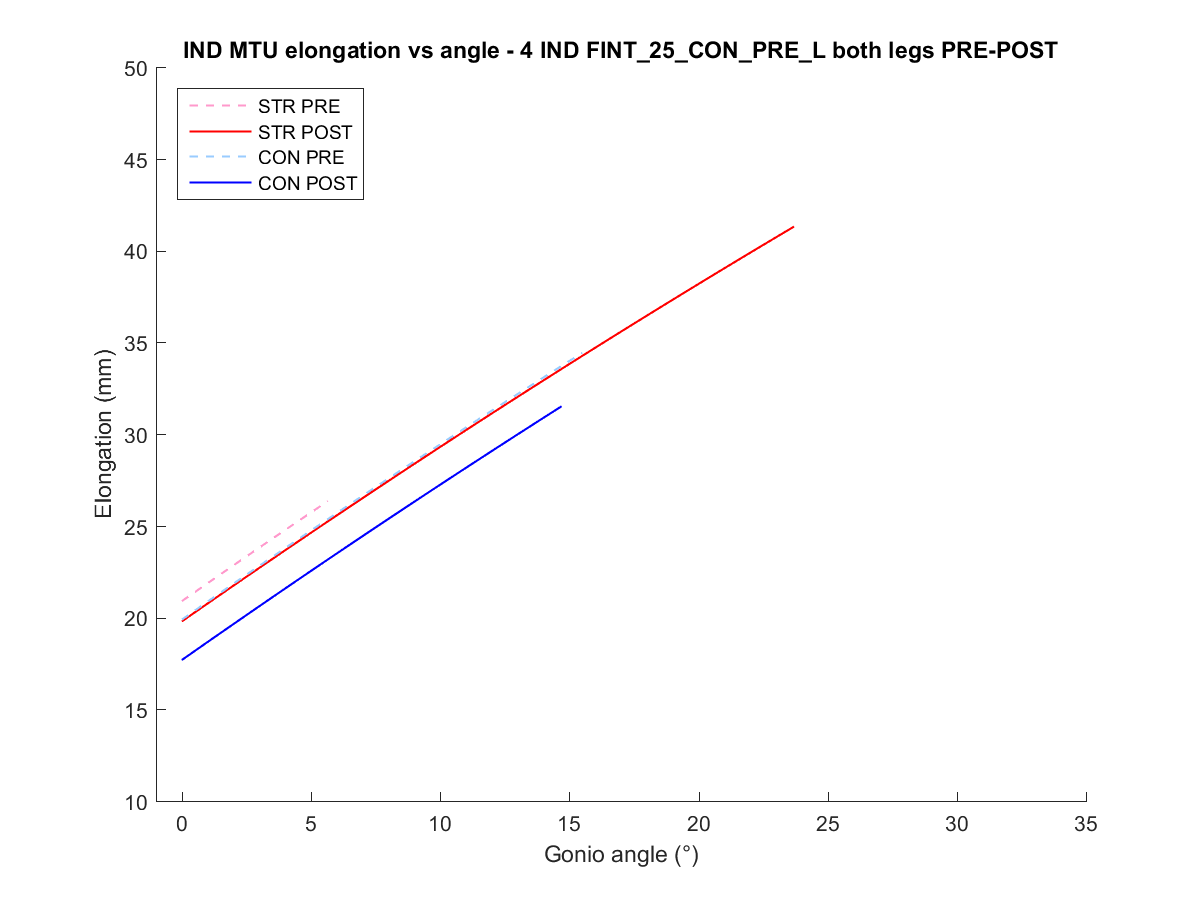 IND MTU elongation vs angle - 4 IND FINT_25_CON_PRE_L both legs PRE-POST
50
45
40
35
30
25
20
15
10
STR PRE
STR POST
CON PRE
CON POST
Elongation (mm)
0 5 10 15 20 25 30 35
Gonio angle (°)